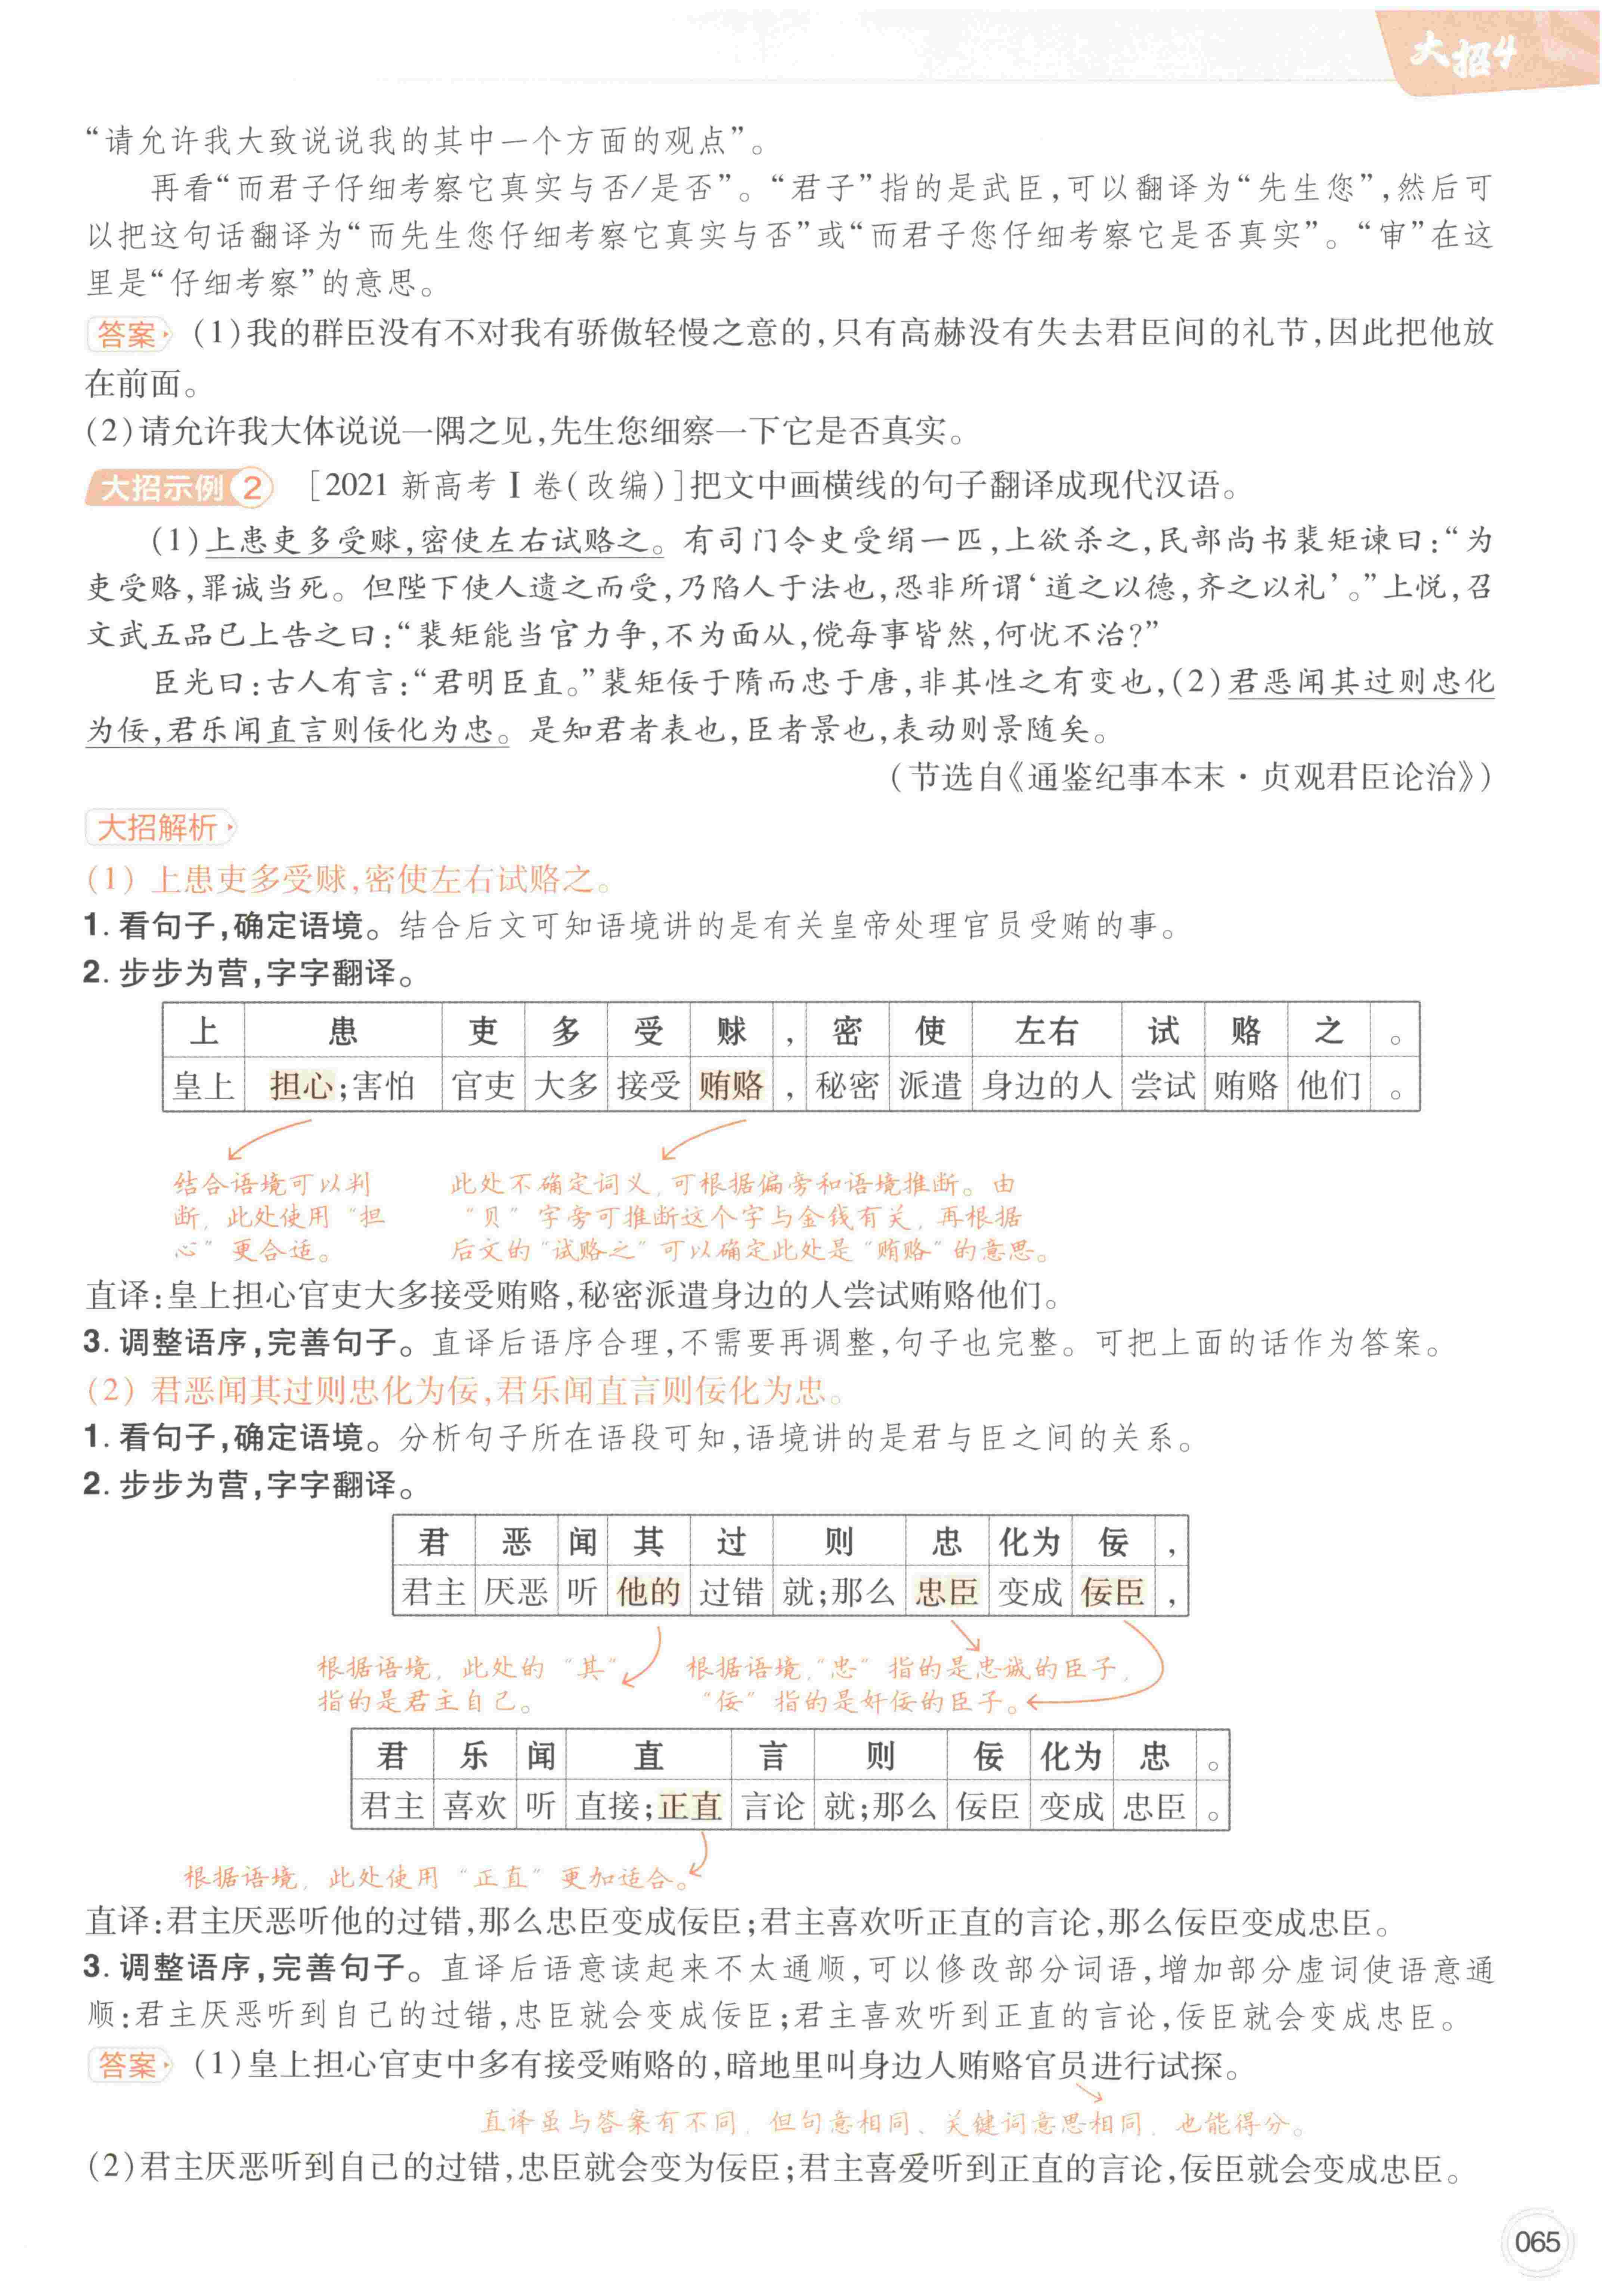 大招4
“请允许我大致说说我的其中一个方面的观点”。
再看“而君子仔细考察它真实与否/是否”。“君子”指的是武臣,可以翻译为“先生您”,然后可
以把这句话翻译为“而先生您仔细考察它真实与否”或“而君子您仔细考察它是否真实”。“审”在这
里是“仔细考察”的意思。
答案 (1)我的群臣没有不对我有骄傲轻慢之意的,只有高赫没有失去君臣间的礼节,因此把他放
在前面。
(2)请允许我大体说说一隅之见,先生您细察一下它是否真实。
大招示例2 [2021 新高考Ⅰ卷(改编)]把文中画横线的句子翻译成现代汉语。
(1)上患吏多受赇,密使左右试赂之。有司门令史受绢一匹,上欲杀之,民部尚书裴矩谏曰:“为
吏受赂,罪诚当死。但陛下使人遗之而受,乃陷人于法也,恐非所谓‘道之以德,齐之以礼’。”上悦,召
文武五品已上告之曰:“裴矩能当官力争,不为面从,傥每事皆然,何忧不治?”
臣光曰:古人有言:“君明臣直。”裴矩佞于隋而忠于唐,非其性之有变也,(2)君恶闻其过则忠化
为佞,君乐闻直言则佞化为忠。是知君者表也,臣者景也,表动则景随矣。
(节选自《通鉴纪事本末·贞观君臣论治》)
大招解析
(1) 上患吏多受赇,密使左右试赂之。
1. 看句子,确定语境。结合后文可知语境讲的是有关皇帝处理官员受贿的事。
2. 步步为营,字字翻译。
上 患 吏 多 受 赇 , 密 使 左右 试 赂 之 。
皇上 担心;害怕 官吏 大多 接受 贿赂 , 秘密 派遣 身边的人 尝试 贿赂 他们 。
结合语境可以判
断,此处使用“担
心”更合适。
此处不确定词义,可根据偏旁和语境推断。由
“贝”字旁可推断这个字与金钱有关,再根据
后文的“试赂之”可以确定此处是“贿赂”的意思。
直译:皇上担心官吏大多接受贿赂,秘密派遣身边的人尝试贿赂他们。
3. 调整语序,完善句子。直译后语序合理,不需要再调整,句子也完整。可把上面的话作为答案。
(2) 君恶闻其过则忠化为佞,君乐闻直言则佞化为忠。
1. 看句子,确定语境。分析句子所在语段可知,语境讲的是君与臣之间的关系。
2. 步步为营,字字翻译。
君 恶 闻 其 过 则 忠 化为 佞 ,
君主 厌恶 听 他的 过错 就;那么 忠臣 变成 佞臣 ,
根据语境,此处的“其”
指的是君主自己。
根据语境,“忠”指的是忠诚的臣子,
“佞”指的是奸佞的臣子。
君 乐 闻 直 言 则 佞 化为 忠 。
君主 喜欢 听 直接;正直 言论 就;那么 佞臣 变成 忠臣 。
根据语境,此处使用“正直”更加适合。
直译:君主厌恶听他的过错,那么忠臣变成佞臣;君主喜欢听正直的言论,那么佞臣变成忠臣。
3. 调整语序,完善句子。直译后语意读起来不太通顺,可以修改部分词语,增加部分虚词使语意通
顺:君主厌恶听到自己的过错,忠臣就会变成佞臣;君主喜欢听到正直的言论,佞臣就会变成忠臣。
答案 (1)皇上担心官吏中多有接受贿赂的,暗地里叫身边人贿赂官员进行试探。
直译虽与答案有不同,但句意相同、关键词意思相同,也能得分。
(2)君主厌恶听到自己的过错,忠臣就会变为佞臣;君主喜爱听到正直的言论,佞臣就会变成忠臣。
065